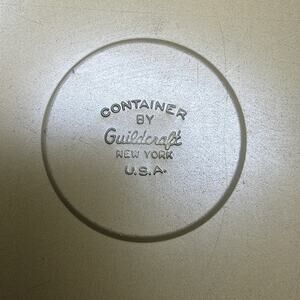 CONTAINER
BY
Guildcraft
NEW YORK
U.S.A.